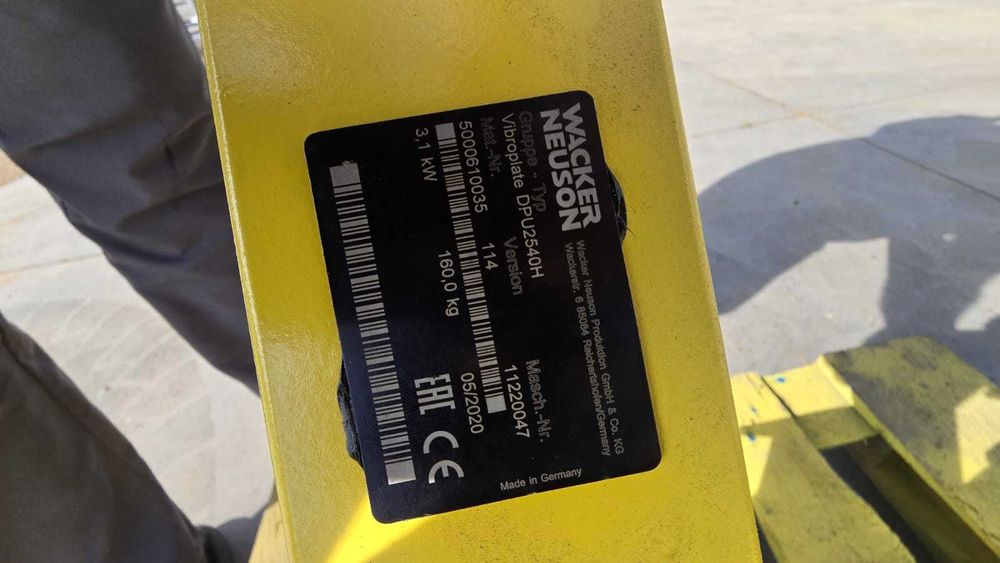 WACKER
NEUSON
Wacker Neuson Produktion GmbH & Co. KG
Wackerstr. 6 85084 Reichertshofen/Germany
Gruppe - Typ
Vibroplate DPU2540H
Mat.-Nr. Version Masch.-Nr.
5000610035 114 11220047
3,1 kW 160,0 kg 05/2020
EAC CE
Made in Germany